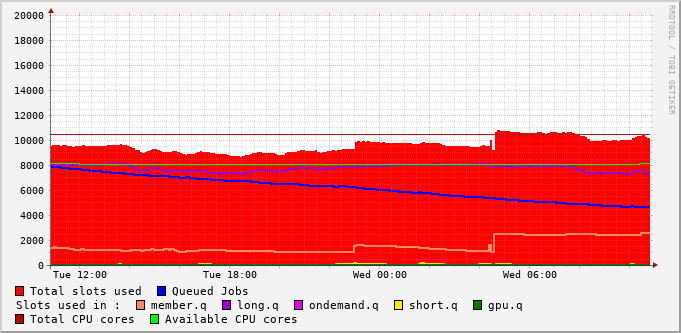 20000
18000
16000
14000
12000
10000
8000
6000
4000
2000
0
Tue 12:00 Tue 18:00 Wed 00:00 Wed 06:00
Total slots used Queued Jobs
Slots used in : member.q long.q ondemand.q short.q gpu.q
Total CPU cores Available CPU cores
RRDTOOL / TOBI OETIKER